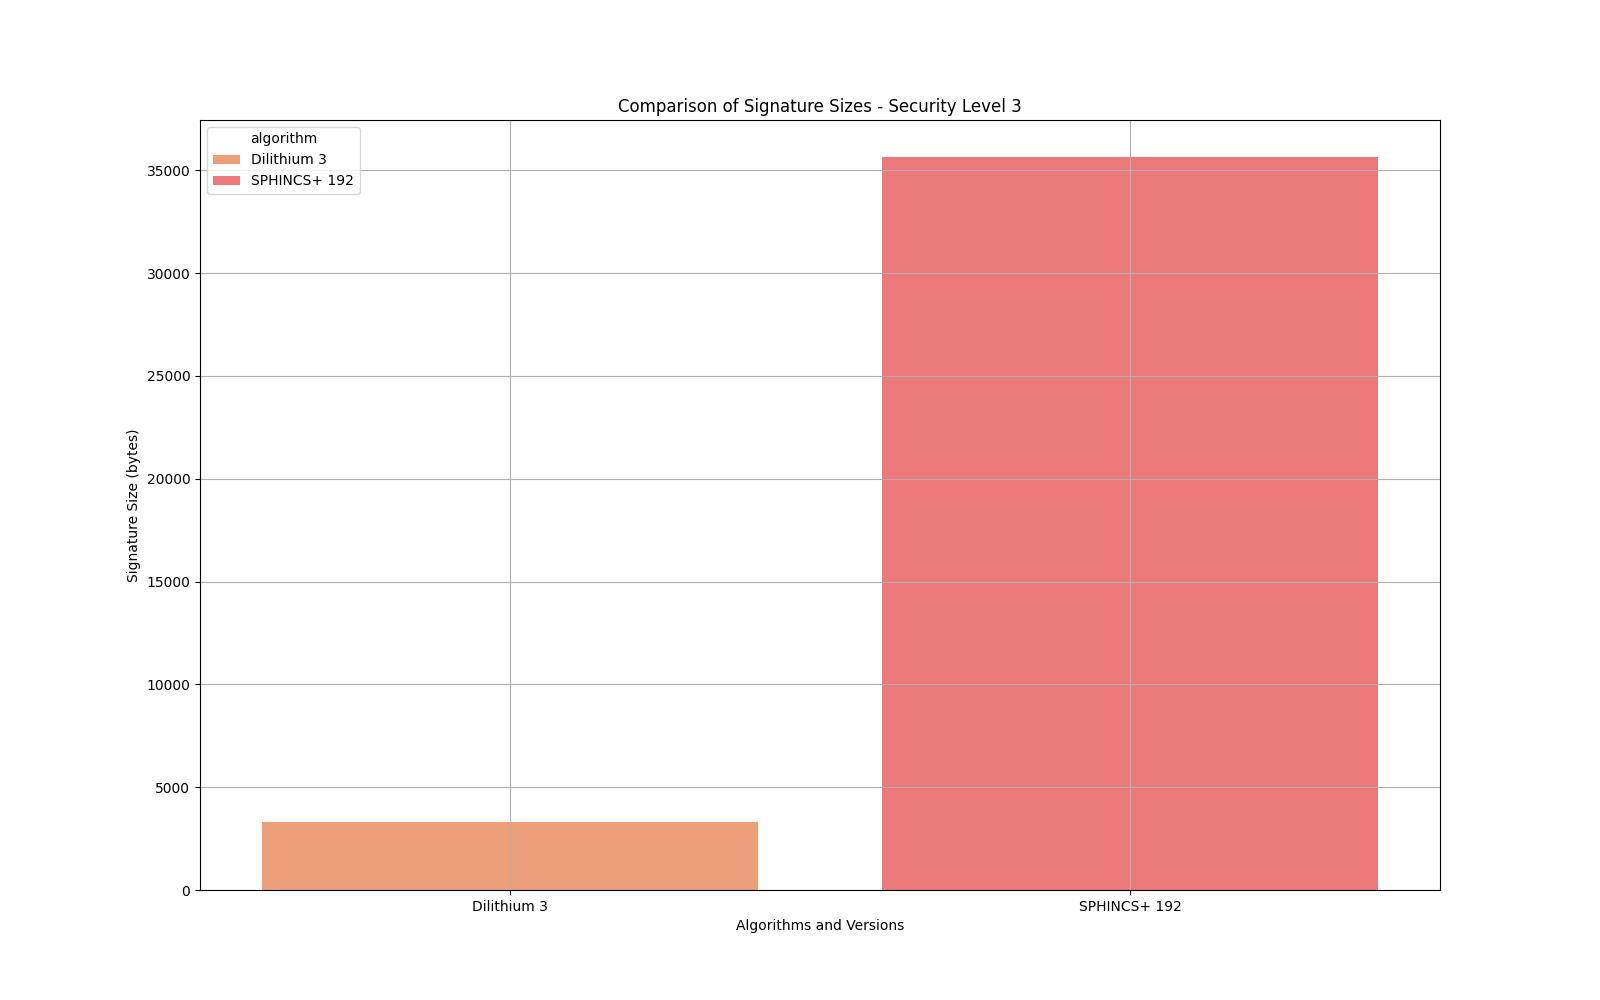 Comparison of Signature Sizes - Security Level 3
algorithm
Dilithium 3
SPHINCS+ 192
35000
30000
25000
20000
15000
10000
5000
0
Signature Size (bytes)
Dilithium 3
SPHINCS+ 192
Algorithms and Versions